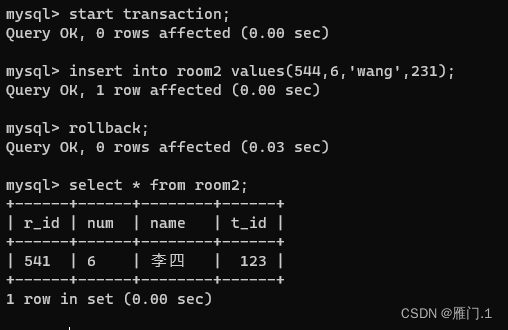 mysql> start transaction;
Query OK, 0 rows affected (0.00 sec)
mysql> insert into room2 values(544,6,'wang',231);
Query OK, 1 row affected (0.00 sec)
mysql> rollback;
Query OK, 0 rows affected (0.03 sec)
mysql> select * from room2;
+------+------+--------+------+
| r_id | num  | name   | t_id |
+------+------+--------+------+
| 541  | 6    | 李四   |  123 |
+------+------+--------+------+
1 row in set (0.00 sec)
CSDN @雁门.1